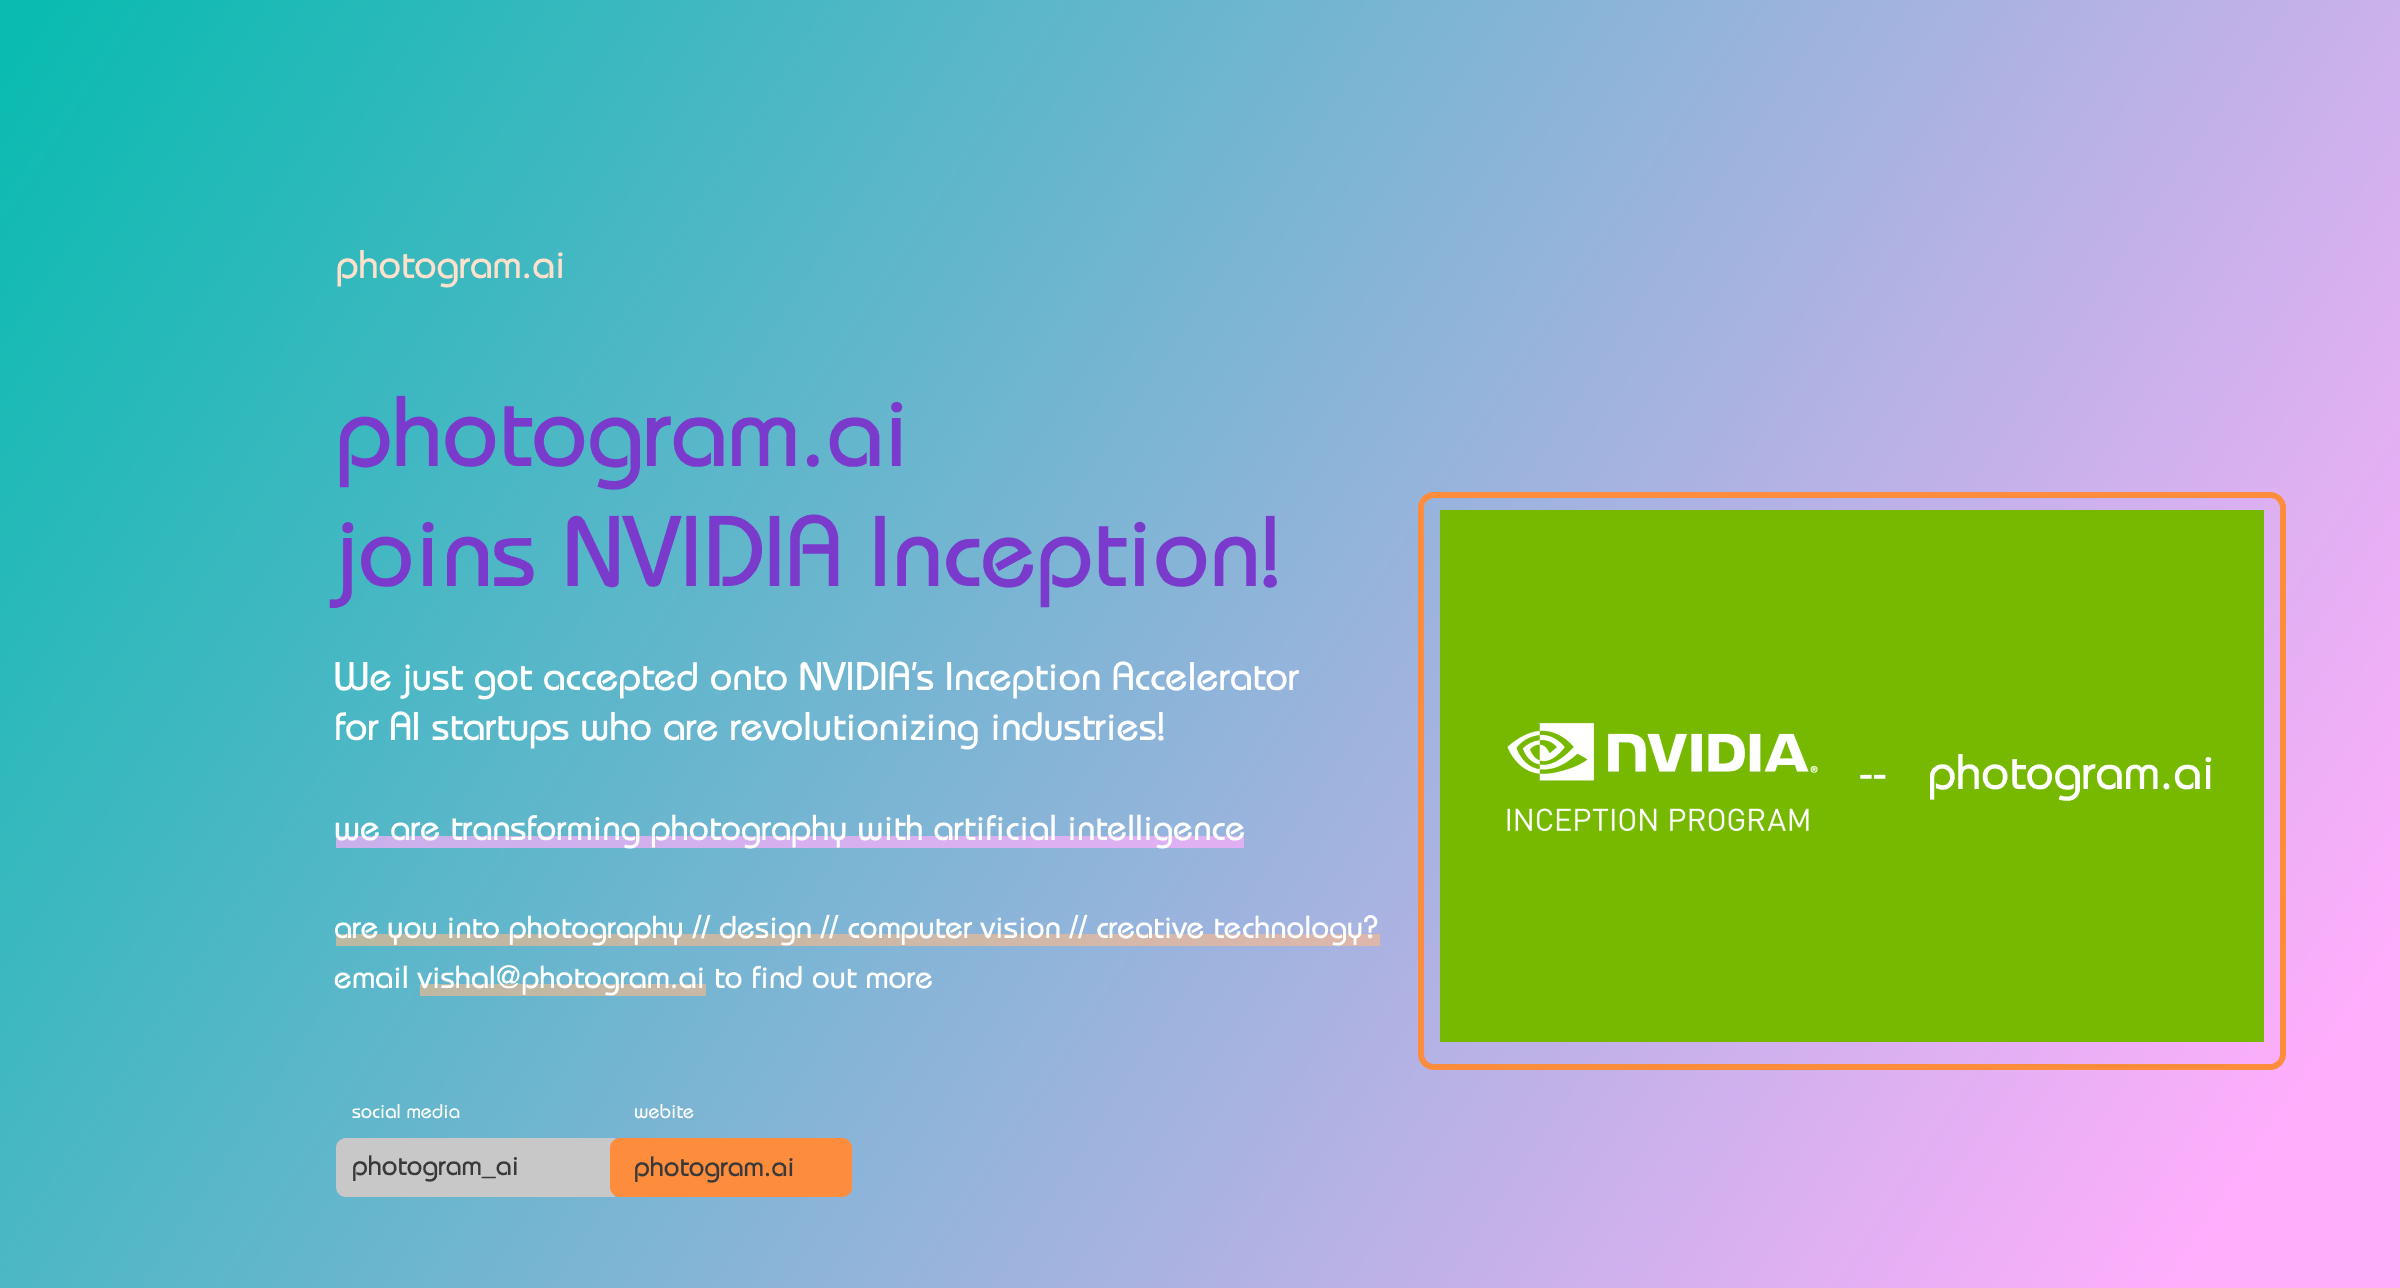 photogram.ai
photogram.ai
joins NVIDIA Inception!
We just got accepted onto NVIDIA's Inception Accelerator
for AI startups who are revolutionizing industries!
we are transforming photography with artificial intelligence
are you into photography // design // computer vision // creative technology?
email vishal@photogram.ai to find out more
social media
photogram_ai
webite
photogram.ai
NVIDIA®
INCEPTION PROGRAM
-- photogram.ai